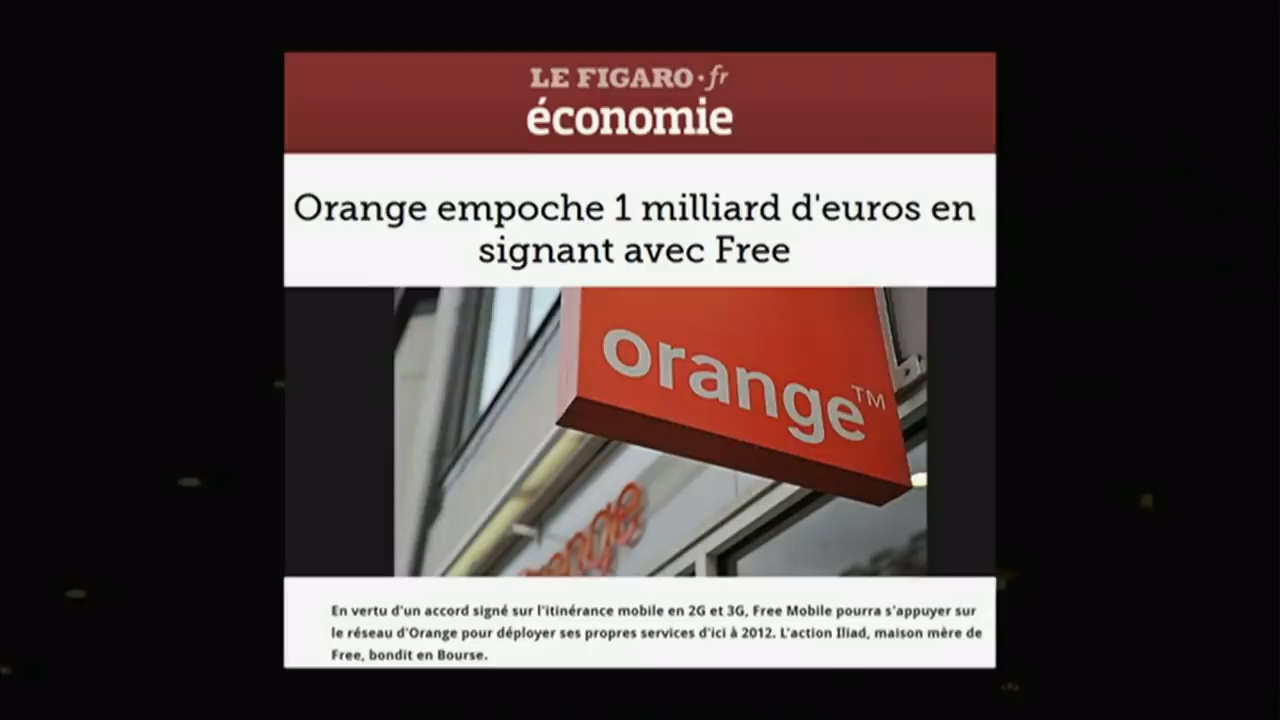 LE FIGARO·fr
économie
Orange empoche 1 milliard d'euros en
signant avec Free
orange™
orange
En vertu d'un accord signé sur l'itinérance mobile en 2G et 3G, Free Mobile pourra s'appuyer sur
le réseau d'Orange pour déployer ses propres services d'ici à 2012. L'action Iliad, maison mère de
Free, bondit en Bourse.